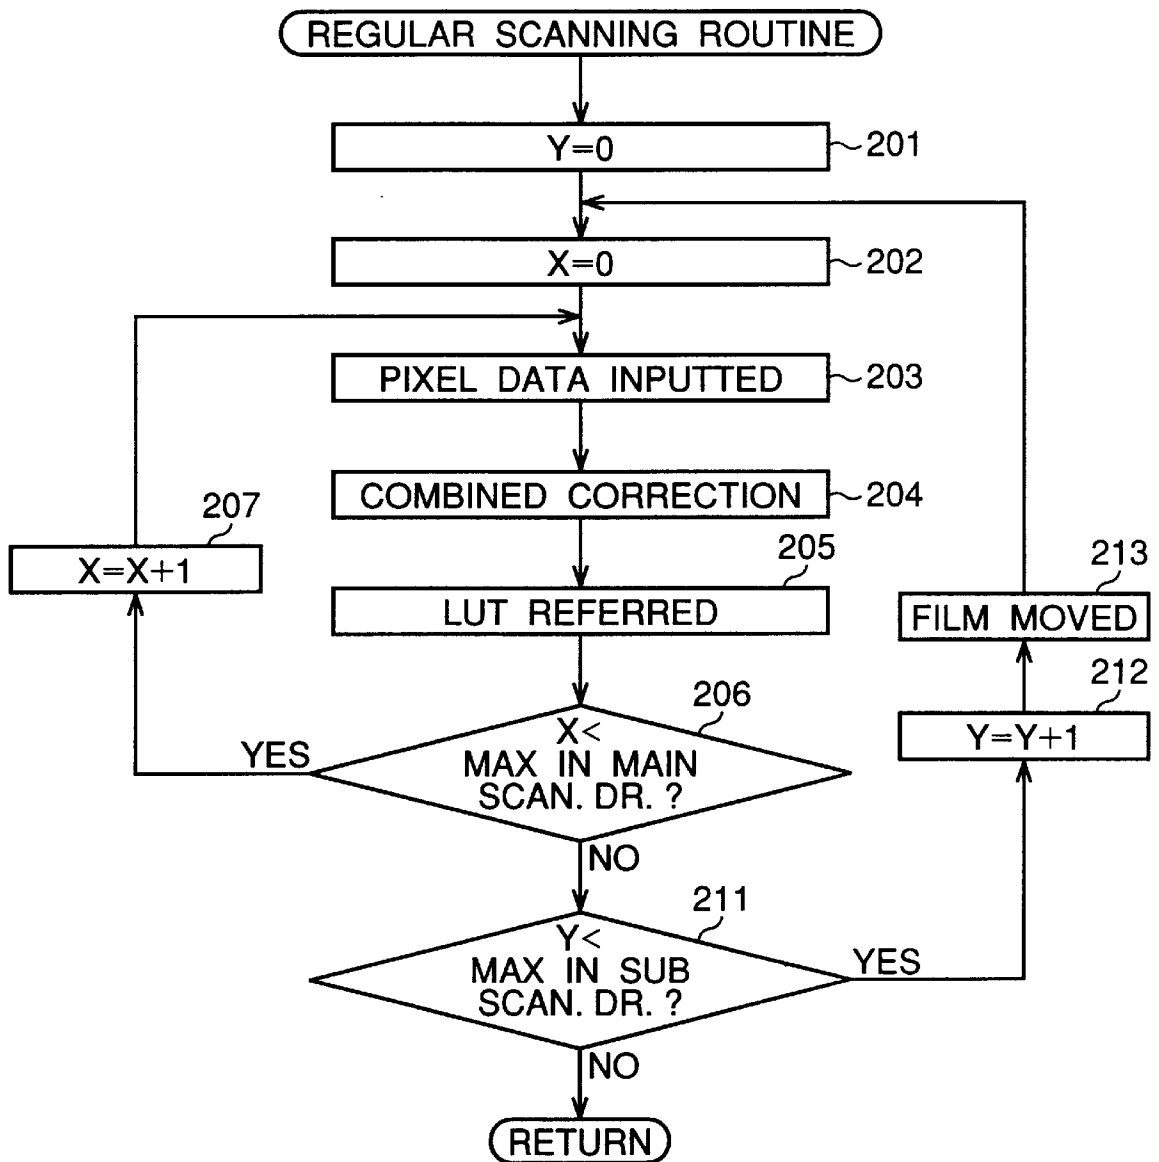 REGULAR SCANNING ROUTINE
Y=0
201
X=0
202
PIXEL DATA INPUTTED
203
COMBINED CORRECTION
204
207
X=X+1
205
LUT REFERRED
213
FILM MOVED
206
X<
MAX IN MAIN
SCAN. DR. ?
YES
212
Y=Y+1
NO
211
Y<
MAX IN SUB
SCAN. DR. ?
YES
NO
RETURN